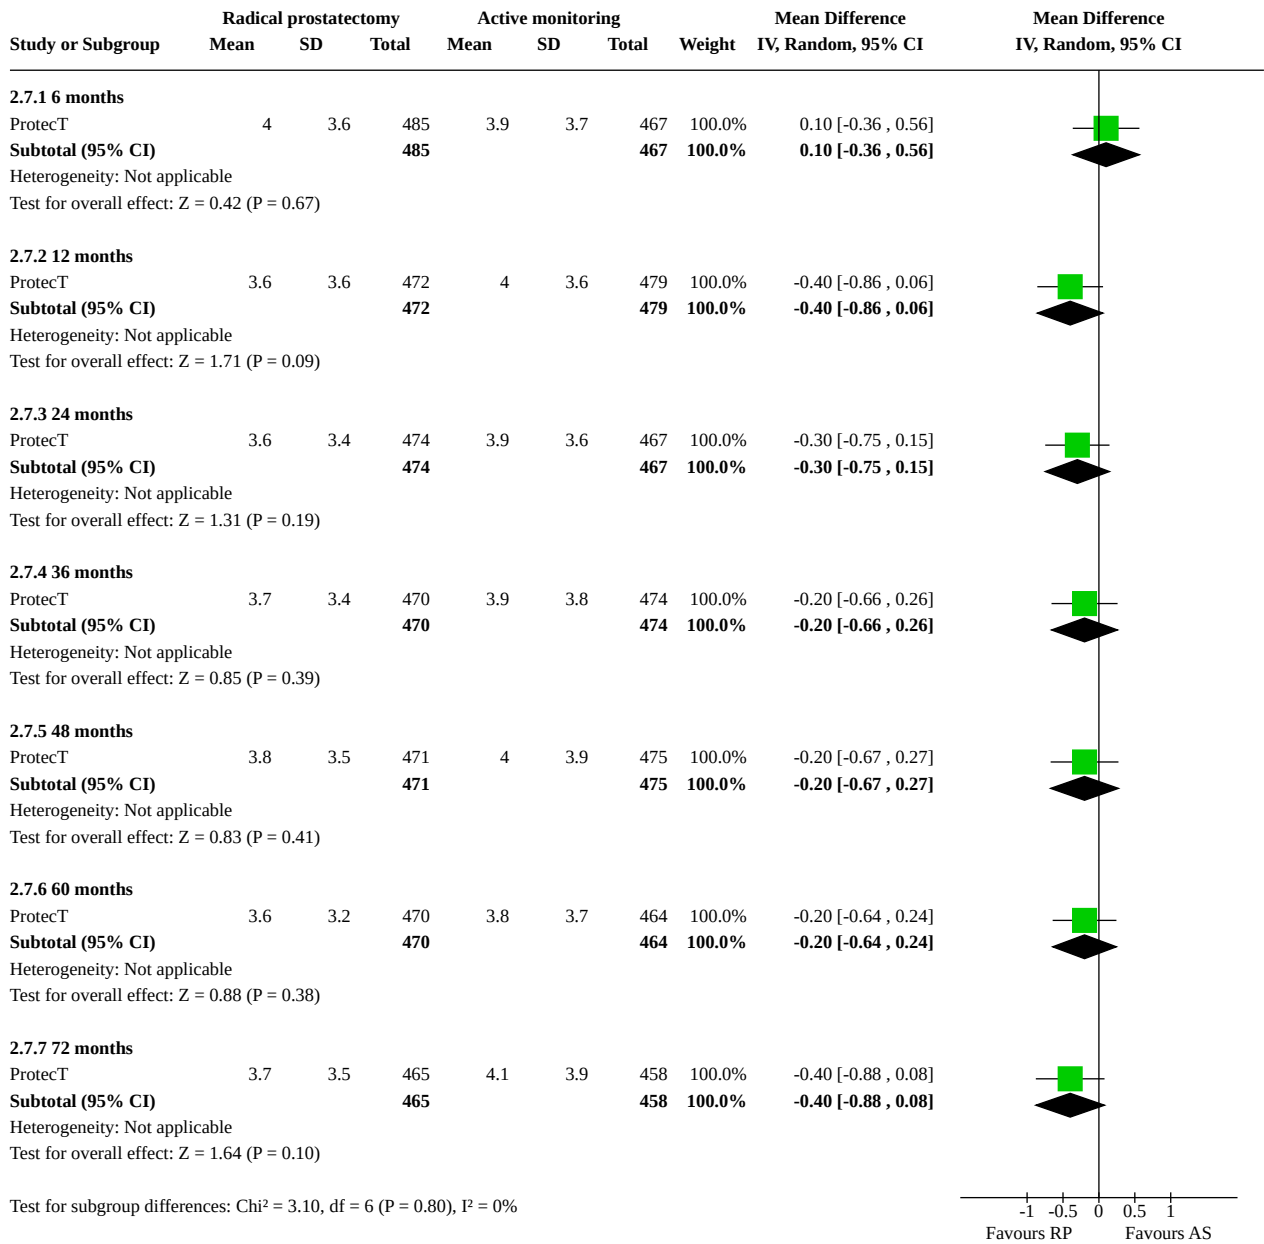 Radical prostatectomy Active monitoring Mean Difference Mean Difference
Study or Subgroup Mean SD Total Mean SD Total Weight IV, Random, 95% CI IV, Random, 95% CI
2.7.1 6 months
ProtecT 4 3.6 485 3.9 3.7 467 100.0% 0.10 [-0.36 , 0.56]
Subtotal (95% CI) 485 467 100.0% 0.10 [-0.36 , 0.56]
Heterogeneity: Not applicable
Test for overall effect: Z = 0.42 (P = 0.67)
2.7.2 12 months
ProtecT 3.6 3.6 472 4 3.6 479 100.0% -0.40 [-0.86 , 0.06]
Subtotal (95% CI) 472 479 100.0% -0.40 [-0.86 , 0.06]
Heterogeneity: Not applicable
Test for overall effect: Z = 1.71 (P = 0.09)
2.7.3 24 months
ProtecT 3.6 3.4 474 3.9 3.6 467 100.0% -0.30 [-0.75 , 0.15]
Subtotal (95% CI) 474 467 100.0% -0.30 [-0.75 , 0.15]
Heterogeneity: Not applicable
Test for overall effect: Z = 1.31 (P = 0.19)
2.7.4 36 months
ProtecT 3.7 3.4 470 3.9 3.8 474 100.0% -0.20 [-0.66 , 0.26]
Subtotal (95% CI) 470 474 100.0% -0.20 [-0.66 , 0.26]
Heterogeneity: Not applicable
Test for overall effect: Z = 0.85 (P = 0.39)
2.7.5 48 months
ProtecT 3.8 3.5 471 4 3.9 475 100.0% -0.20 [-0.67 , 0.27]
Subtotal (95% CI) 471 475 100.0% -0.20 [-0.67 , 0.27]
Heterogeneity: Not applicable
Test for overall effect: Z = 0.83 (P = 0.41)
2.7.6 60 months
ProtecT 3.6 3.2 470 3.8 3.7 464 100.0% -0.20 [-0.64 , 0.24]
Subtotal (95% CI) 470 464 100.0% -0.20 [-0.64 , 0.24]
Heterogeneity: Not applicable
Test for overall effect: Z = 0.88 (P = 0.38)
2.7.7 72 months
ProtecT 3.7 3.5 465 4.1 3.9 458 100.0% -0.40 [-0.88 , 0.08]
Subtotal (95% CI) 465 458 100.0% -0.40 [-0.88 , 0.08]
Heterogeneity: Not applicable
Test for overall effect: Z = 1.64 (P = 0.10)
Test for subgroup differences: Chi² = 3.10, df = 6 (P = 0.80), I² = 0%
-1 -0.5 0 0.5 1
Favours RP Favours AS